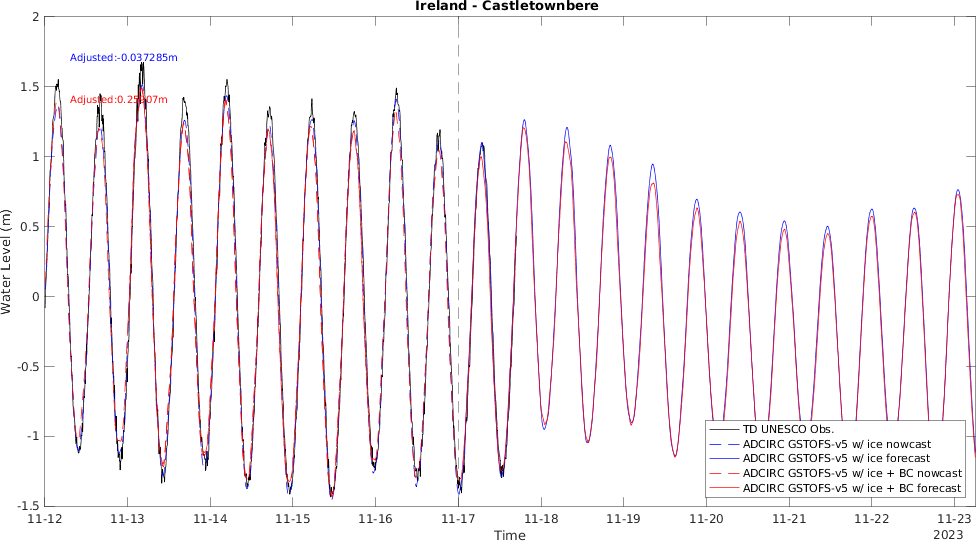 Ireland - Castletownbere
Water Level (m)
2
1.5
1
0.5
0
-0.5
-1
-1.5
Adjusted:-0.037285m
TD UNESCO Obs.
ADCIRC GSTOFS-v5 w/ ice nowcast
ADCIRC GSTOFS-v5 w/ ice forecast
ADCIRC GSTOFS-v5 w/ ice + BC nowcast
ADCIRC GSTOFS-v5 w/ ice + BC forecast
11-12 11-13 11-14 11-15 11-16 11-17 11-18 11-19 11-20 11-21 11-22 11-23
Time
2023